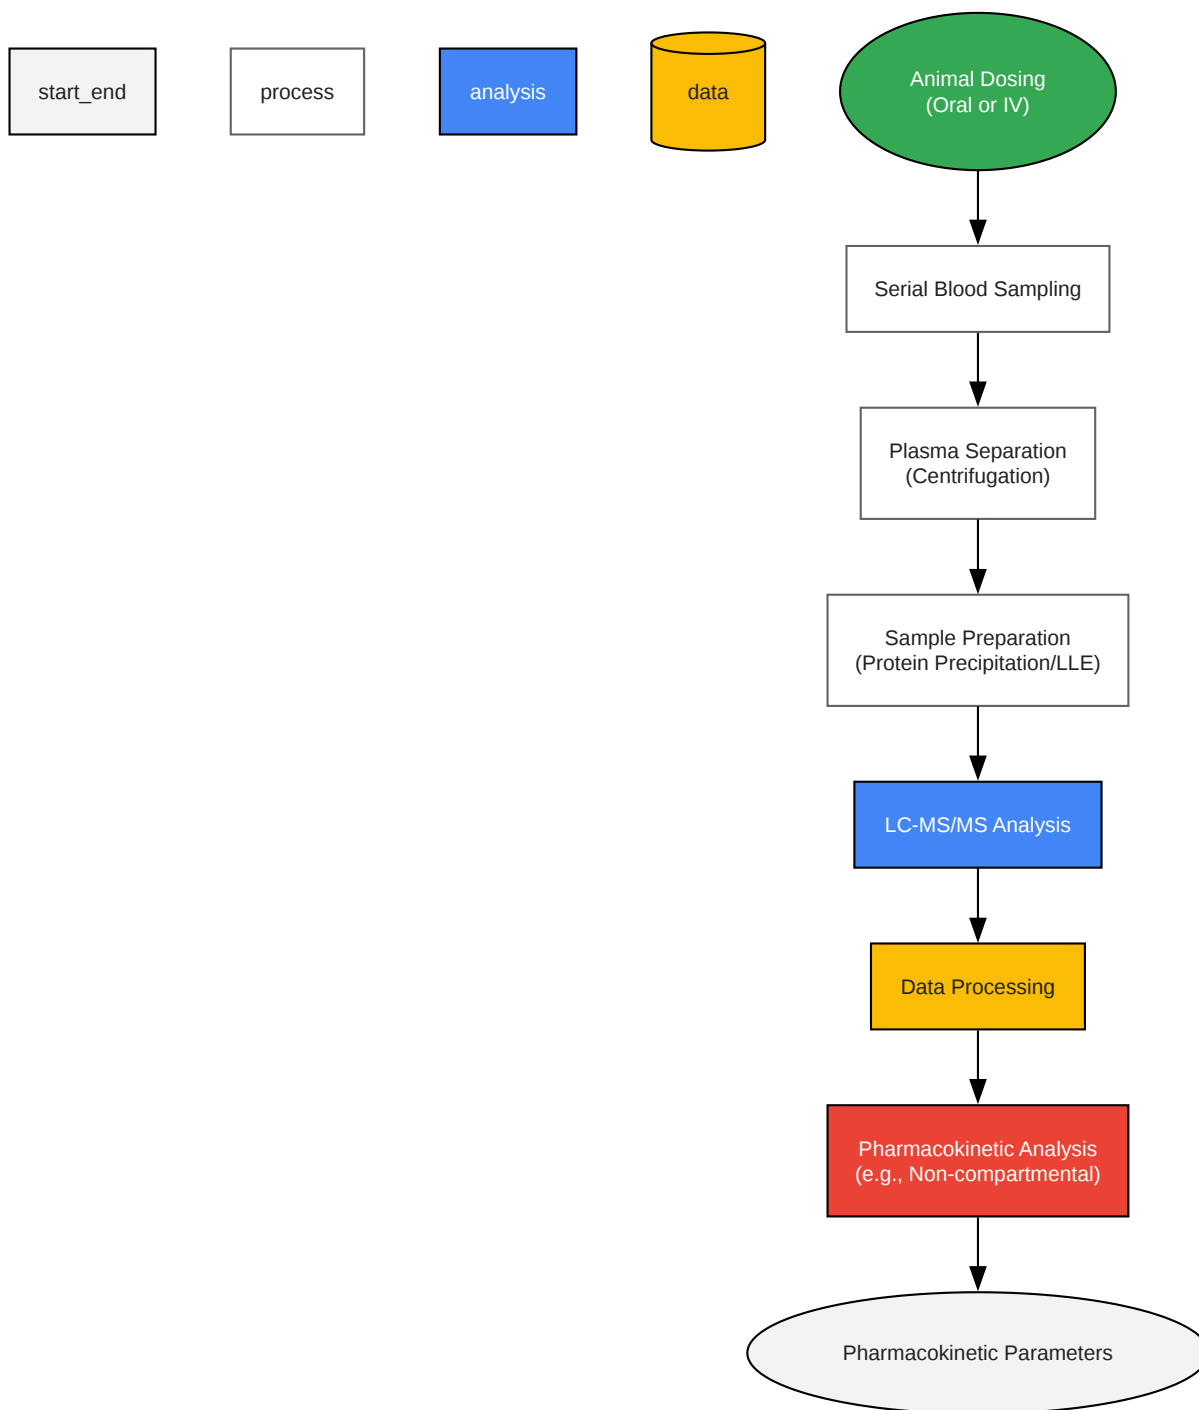 start_end
process
analysis
data
Animal Dosing
(Oral or IV)
Serial Blood Sampling
Plasma Separation
(Centrifugation)
Sample Preparation
(Protein Precipitation/LLE)
LC-MS/MS Analysis
Data Processing
Pharmacokinetic Analysis
(e.g., Non-compartmental)
Pharmacokinetic Parameters